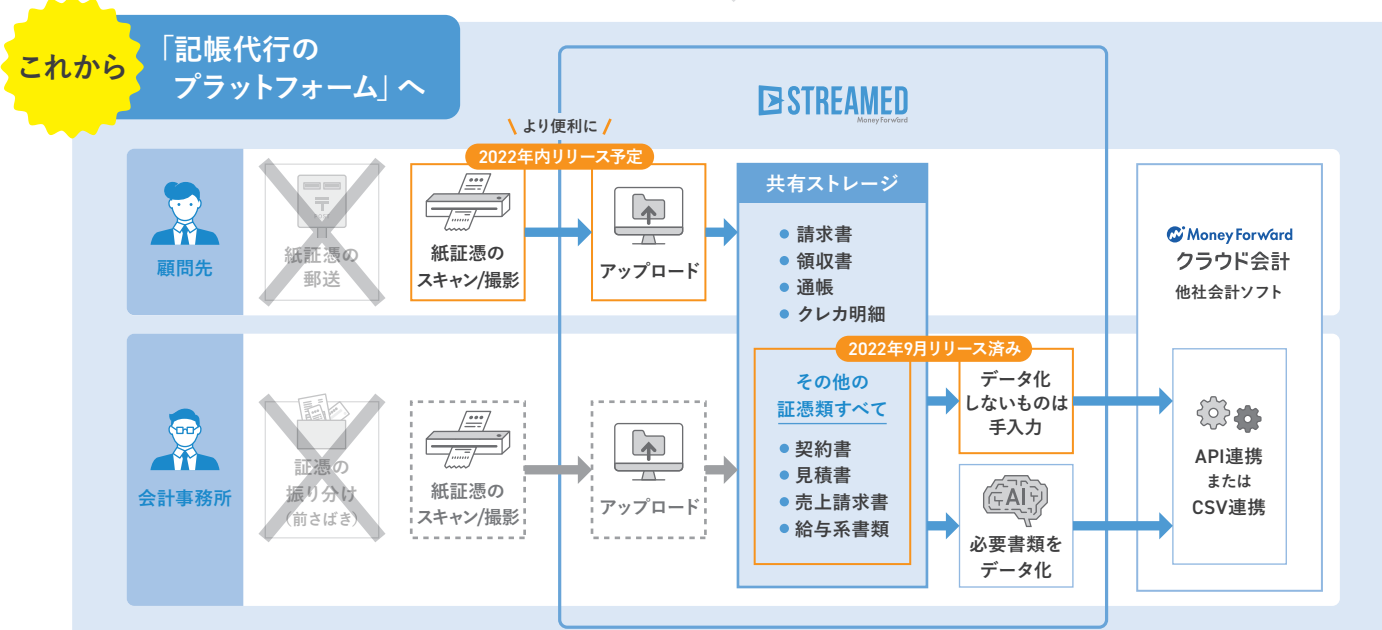 これから
「記帳代行の
プラットフォーム」へ
STREAMED
Money Forward
\ より便利に /
2022年内リリース予定
顧問先
紙証憑の
郵送
紙証憑の
スキャン/撮影
アップロード
共有ストレージ
● 請求書
● 領収書
● 通帳
● クレカ明細
Money Forward
クラウド会計
他社会計ソフト
2022年9月リリース済み
その他の
証憑類すべて
● 契約書
● 見積書
● 売上請求書
● 給与系書類
データ化
しないものは
手入力
AI
必要書類を
データ化
API連携
または
CSV連携
会計事務所
証憑の
振り分け
(前さばき)
紙証憑の
スキャン/撮影
アップロード